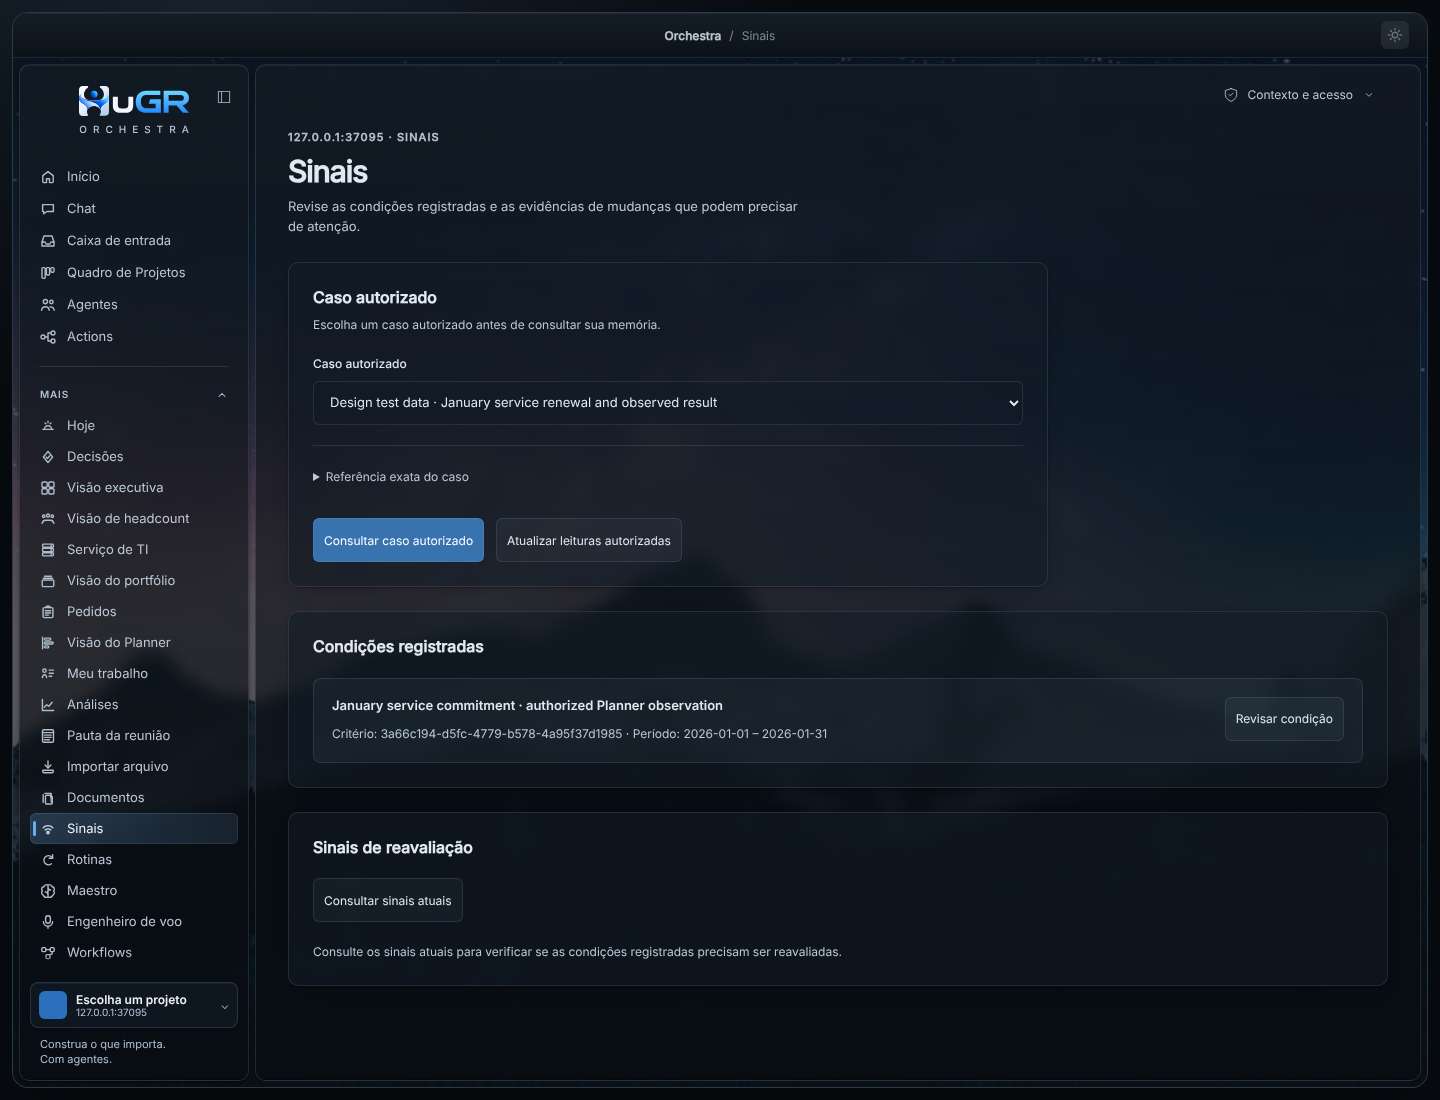 Orchestra / Sinais
HuGR
ORCHESTRA
Início
Chat
Caixa de entrada
Quadro de Projetos
Agentes
Actions
MAIS
Hoje
Decisões
Visão executiva
Visão de headcount
Serviço de TI
Visão do portfólio
Pedidos
Visão do Planner
Meu trabalho
Análises
Pauta da reunião
Importar arquivo
Documentos
Sinais
Rotinas
Maestro
Engenheiro de voo
Workflows
Escolha um projeto
127.0.0.1:37095
Construa o que importa.
Com agentes.
Contexto e acesso
127.0.0.1:37095 · SINAIS
Sinais
Revise as condições registradas e as evidências de mudanças que podem precisar
de atenção.
Caso autorizado
Escolha um caso autorizado antes de consultar sua memória.
Caso autorizado
Design test data · January service renewal and observed result
Referência exata do caso
Consultar caso autorizado
Atualizar leituras autorizadas
Condições registradas
January service commitment · authorized Planner observation
Critério: 3a66c194-d5fc-4779-b578-4a95f37d1985 · Período: 2026-01-01 – 2026-01-31
Revisar condição
Sinais de reavaliação
Consultar sinais atuais
Consulte os sinais atuais para verificar se as condições registradas precisam ser reavaliadas.